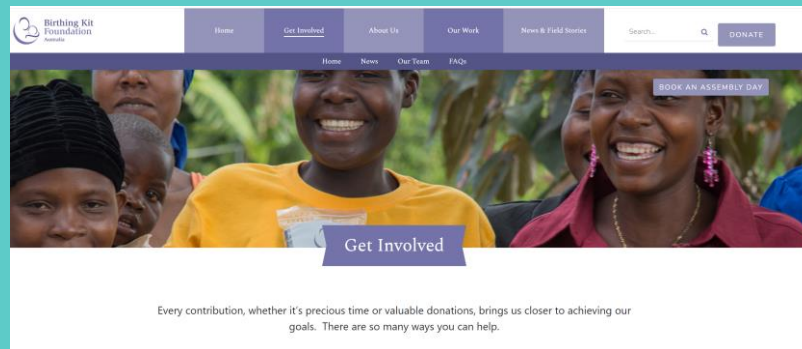 Birthing Kit
Foundation
Australia
Home
Get Involved
About Us
Our Work
News & Field Stories
Search...
DONATE
Home News Our Team FAQs
BOOK AN ASSEMBLY DAY
Get Involved
Every contribution, whether it's precious time or valuable donations, brings us closer to achieving our
goals. There are so many ways you can help.